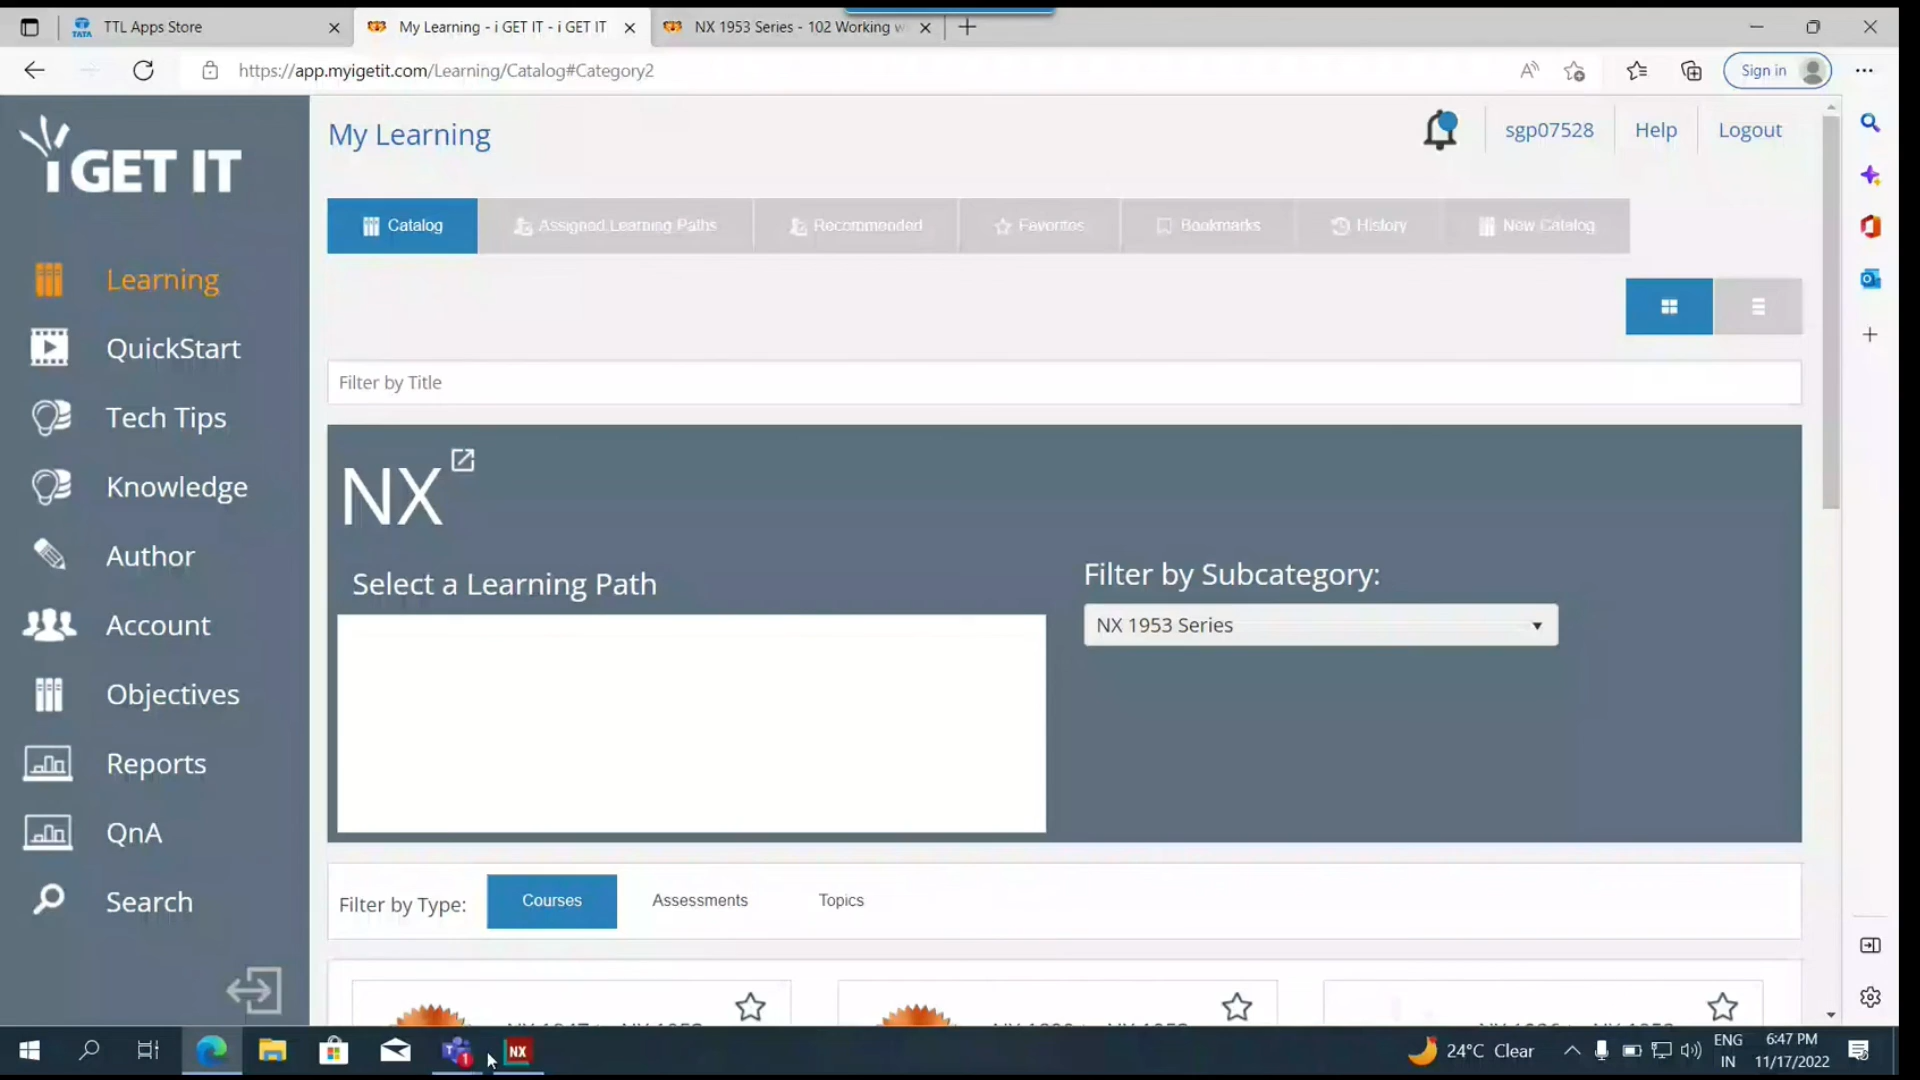 TTL Apps Store
TATA
My Learning - i GET IT - i GET IT
NX 1953 Series - 102 Working w
https://app.myigetit.com/Learning/Catalog#Category2
Sign in
i GET IT
My Learning
sgp07528
Help
Logout
Catalog
Assigned Learning Paths
Recommended
Favorites
Bookmarks
History
New Catalog
Learning
QuickStart
Tech Tips
Knowledge
Author
Account
Objectives
Reports
QnA
Search
Filter by Title
NX
Select a Learning Path
Filter by Subcategory:
NX 1953 Series
Filter by Type:
Courses
Assessments
Topics
NX
24°C Clear
ENG
IN
6:47 PM
11/17/2022